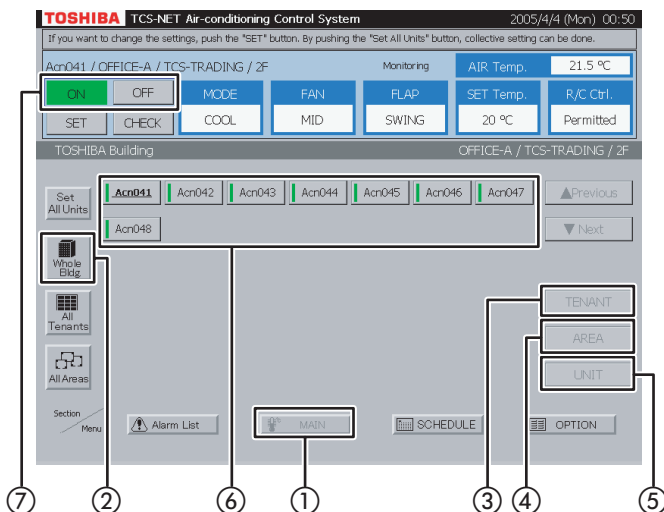 TOSHIBA TCS-NET Air-conditioning Control System 2005/4/4 (Mon) 00:50
If you want to change the settings, push the "SET" button. By pushing the "Set All Units" button, collective setting can be done.
Acn041 / OFFICE-A / TCS-TRADING / 2F Monitoring AIR Temp. 21.5 ºC
ON OFF MODE FAN FLAP SET Temp. R/C Ctrl.
SET CHECK COOL MID SWING 20 ºC Permitted
TOSHIBA Building OFFICE-A / TCS-TRADING / 2F
Set All Units Acn041 Acn042 Acn043 Acn044 Acn045 Acn046 Acn047 ▲Previous
Acn048 ▼Next
Whole
Bldg.
TENANT
All
Tenants
AREA
All Areas
UNIT
Section
Menu
Alarm List MAIN SCHEDULE OPTION
⑦ ② ⑥ ① ③ ④ ⑤